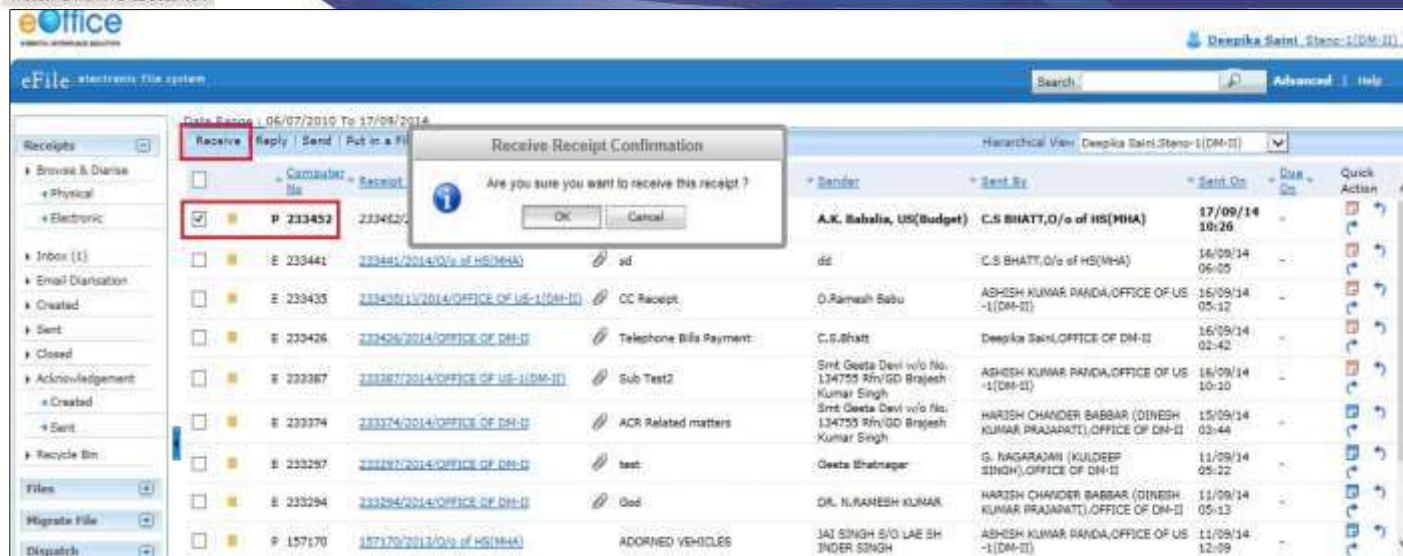 eOffice
Deepika Saini Steno-1(DM-II)
eFile electronic file system
Search
Advanced | Help
Date Range : 06/07/2010 To 17/09/2014
Receive Reply Send Put in a Fi
Receive Receipt Confirmation
Are you sure you want to receive this receipt ?
OK Cancel
Hierarchical View Deepika Saini,Steno-1(DM-II)
Computer No Receipt Sender Sent By Sent On Due On Quick Action
P 233452 233452/2 A.K. Babalia, US(Budget) C.S BHATT,O/o of HS(MHA) 17/09/14 10:26 -
E 233441 233441/2014/O/o of HS(MHA) sd dd C.S BHATT,O/o of HS(MHA) 16/09/14 06:05 -
E 233435 233435(1)/2014/OFFICE OF US-1(DM-II) CC Receipt O.Ramesh Babu ASHISH KUMAR PANDA,OFFICE OF US -1(DM-II) 16/09/14 05:12 -
E 233426 233426/2014/OFFICE OF DM-II Telephone Bills Payment C.S.Bhatt Deepika Saini,OFFICE OF DM-II 16/09/14 02:42 -
E 233387 233387/2014/OFFICE OF US-1(DM-II) Sub Test2 Smt Geeta Devi w/o No. 134755 Rfn/GD Brajesh Kumar Singh ASHISH KUMAR PANDA,OFFICE OF US -1(DM-II) 16/09/14 10:10 -
E 233374 233374/2014/OFFICE OF DM-II ACR Related matters Smt Geeta Devi w/o No. 134755 Rfn/GD Brajesh Kumar Singh HARISH CHANDER BABBAR (DINESH KUMAR PRAJAPATI),OFFICE OF DM-II 15/09/14 03:44 -
E 233297 233297/2014/OFFICE OF DM-II test Geeta Bhatnagar G. NAGARAJAN (KULDEEP SINGH),OFFICE OF DM-II 11/09/14 05:22 -
E 233294 233294/2014/OFFICE OF DM-II God DR. N.RAMESH KUMAR HARISH CHANDER BABBAR (DINESH KUMAR PRAJAPATI),OFFICE OF DM-II 11/09/14 05:13 -
P 157170 157170/2013/O/o of HS(MHA) ADORNED VEHICLES JAI SINGH S/O LAE SH INDER SINGH ASHISH KUMAR PANDA,OFFICE OF US -1(DM-II) 11/09/14 12:09 -
Receipts
Browse & Diarise
Physical
Electronic
Inbox (1)
Email Diarisation
Created
Sent
Closed
Acknowledgement
Created
Sent
Recycle Bin
Files
Migrate File
Dispatch